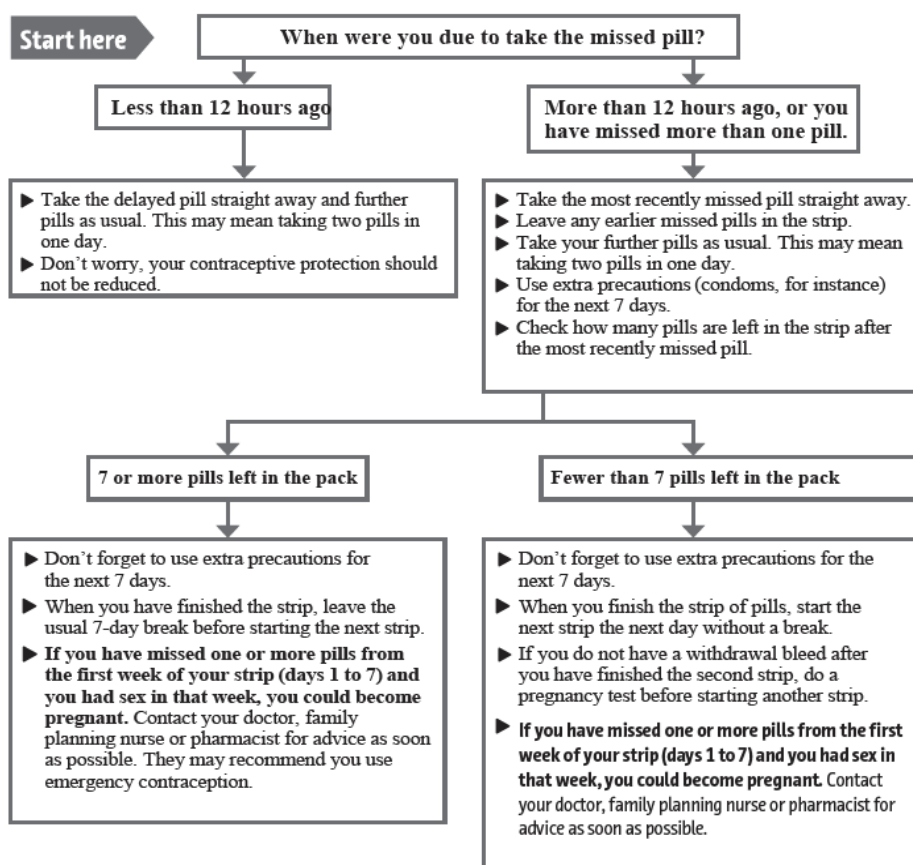 Start here
When were you due to take the missed pill?
Less than 12 hours ago
More than 12 hours ago, or you
have missed more than one pill.
▶ Take the delayed pill straight away and further
pills as usual. This may mean taking two pills in
one day.
▶ Don't worry, your contraceptive protection should
not be reduced.
▶ Take the most recently missed pill straight away.
▶ Leave any earlier missed pills in the strip.
▶ Take your further pills as usual. This may mean
taking two pills in one day.
▶ Use extra precautions (condoms, for instance)
for the next 7 days.
▶ Check how many pills are left in the strip after
the most recently missed pill.
7 or more pills left in the pack
Fewer than 7 pills left in the pack
▶ Don't forget to use extra precautions for
the next 7 days.
▶ When you have finished the strip, leave the
usual 7-day break before starting the next strip.
▶ If you have missed one or more pills from
the first week of your strip (days 1 to 7) and
you had sex in that week, you could become
pregnant. Contact your doctor, family
planning nurse or pharmacist for advice as soon
as possible. They may recommend you use
emergency contraception.
▶ Don't forget to use extra precautions for the
next 7 days.
▶ When you finish the strip of pills, start the
next strip the next day without a break.
▶ If you do not have a withdrawal bleed after
you have finished the second strip, do a
pregnancy test before starting another strip.
▶ If you have missed one or more pills from the first
week of your strip (days 1 to 7) and you had sex in
that week, you could become pregnant. Contact
your doctor, family planning nurse or pharmacist for
advice as soon as possible.